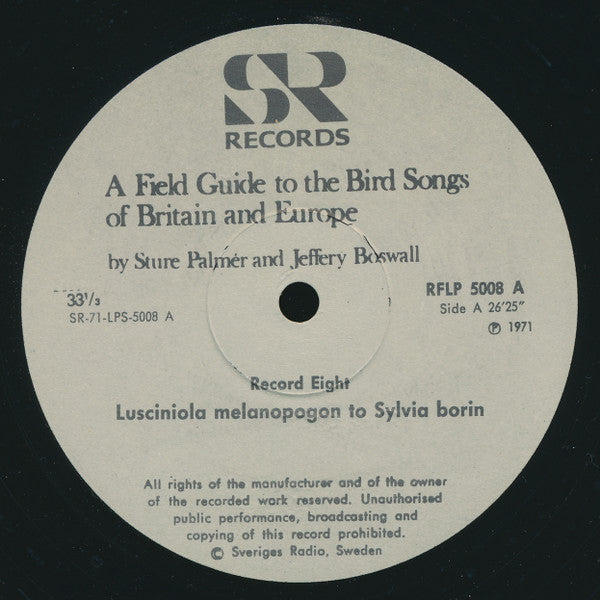 SR
RECORDS
A Field Guide to the Bird Songs
of Britain and Europe
by Sture Palmér and Jeffery Boswall
33 1/3
SR-71-LPS-5008 A
RFLP 5008 A
Side A 26'25"
℗ 1971
Record Eight
Lusciniola melanopogon to Sylvia borin
All rights of the manufacturer and of the owner
of the recorded work reserved. Unauthorised
public performance, broadcasting and
copying of this record prohibited.
© Sveriges Radio, Sweden